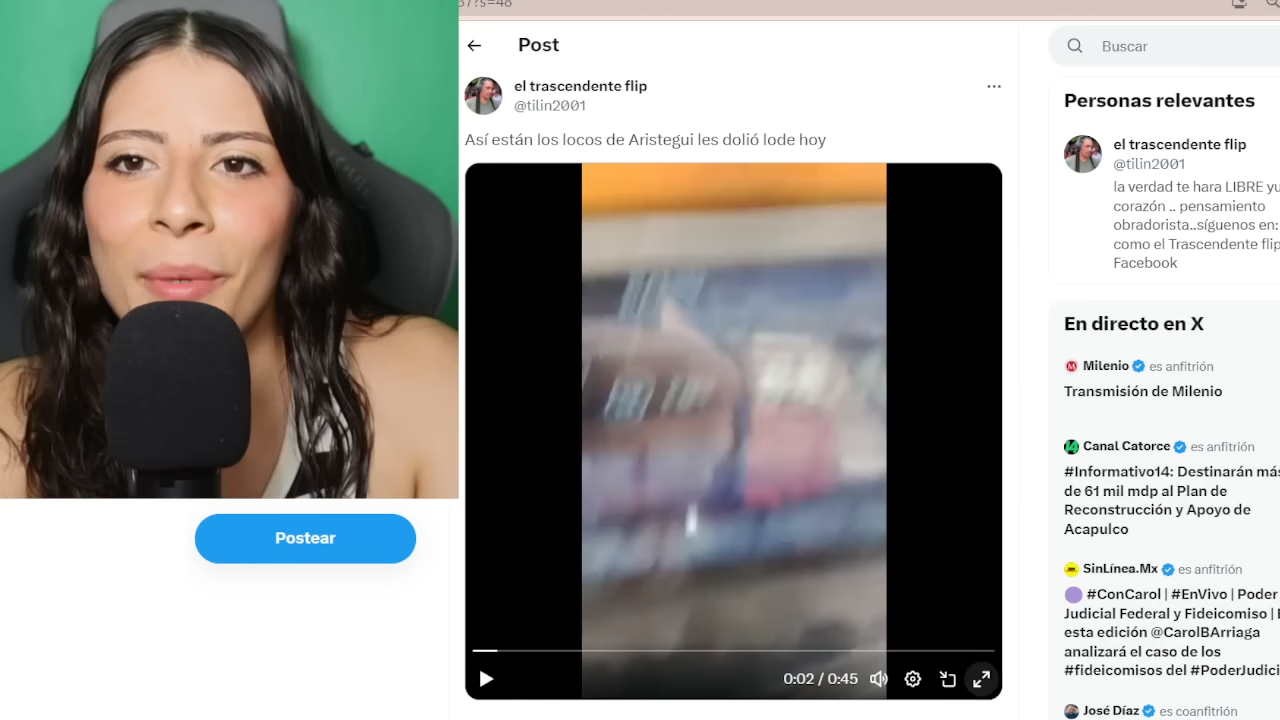 Post
el trascendente flip
@tilin2001
Así están los locos de Aristegui les dolió lode hoy
0:02 / 0:45
Postear
Buscar
Personas relevantes
el trascendente flip
@tilin2001
la verdad te hara LIBRE yu
corazón .. pensamiento
obradorista..síguenos en:
como el Trascendente flip
Facebook
En directo en X
Milenio es anfitrión
Transmisión de Milenio
Canal Catorce es anfitrión
#Informativo14: Destinarán más
de 61 mil mdp al Plan de
Reconstrucción y Apoyo de
Acapulco
SinLínea.Mx es anfitrión
#ConCarol | #EnVivo | Poder
Judicial Federal y Fideicomiso |
esta edición @CarolBArriaga
analizará el caso de los
#fideicomisos del #PoderJudici
José Díaz es coanfitrión